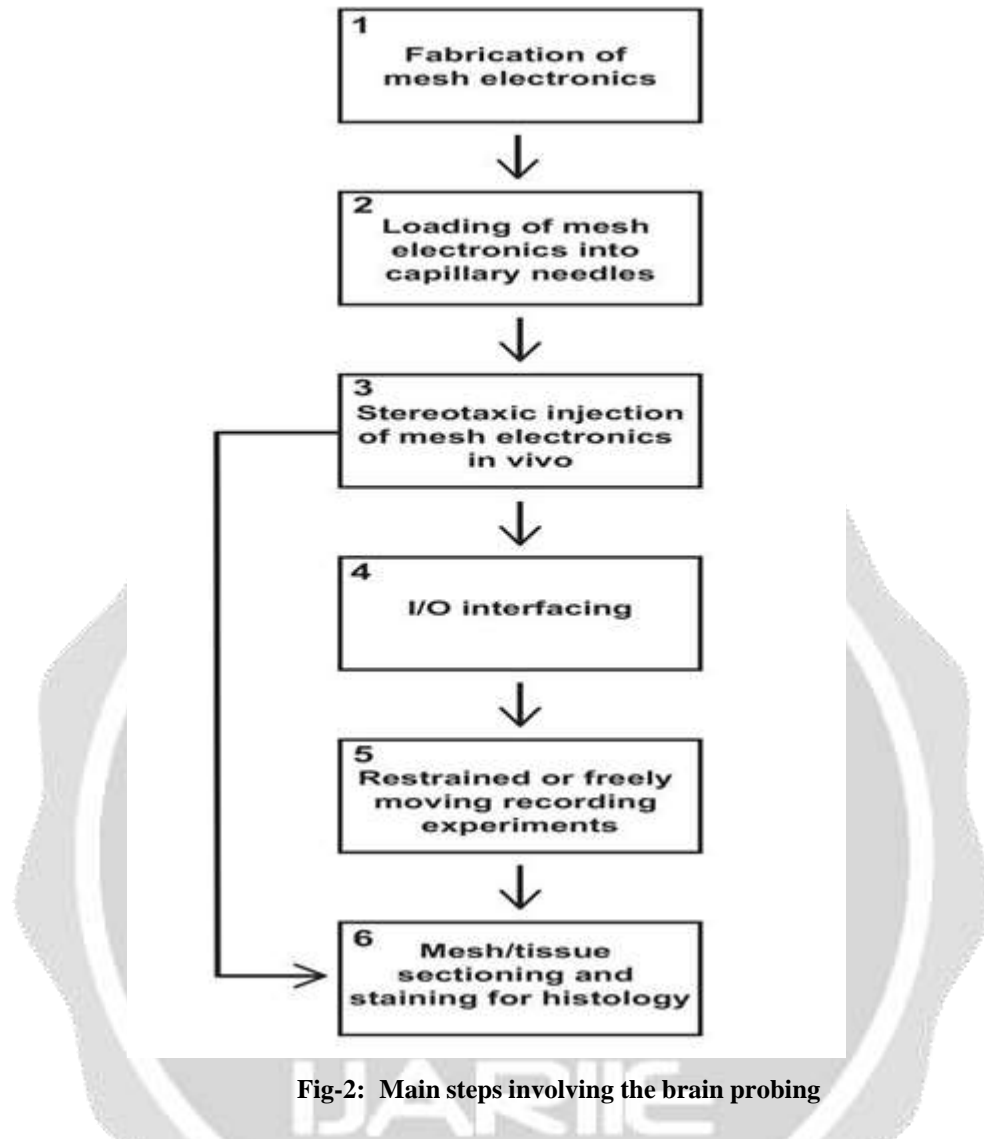 1
Fabrication of
mesh electronics
2
Loading of mesh
electronics into
capillary needles
3
Stereotaxic injection
of mesh electronics
in vivo
4
I/O interfacing
5
Restrained or freely
moving recording
experiments
6
Mesh/tissue
sectioning and
staining for histology
Fig-2: Main steps involving the brain probing
IJARIIE